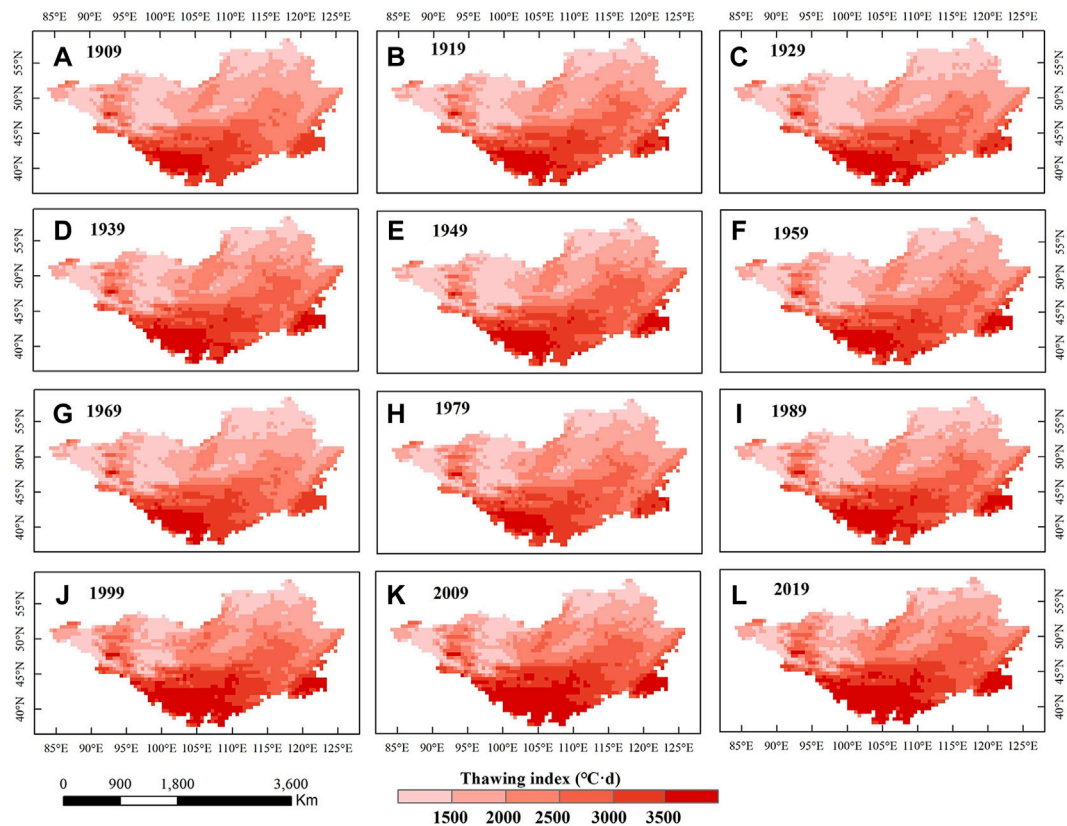 85°E 90°E 95°E 100°E 105°E 110°E 115°E 120°E 125°E 85°E 90°E 95°E 100°E 105°E 110°E 115°E 120°E 125°E 85°E 90°E 95°E 100°E 105°E 110°E 115°E 120°E 125°E
A 1909
B 1919
C 1929
55°N 50°N 45°N 40°N
55°N 50°N 45°N 40°N
D 1939
E 1949
F 1959
55°N 50°N 45°N 40°N
55°N 50°N 45°N 40°N
G 1969
H 1979
I 1989
55°N 50°N 45°N 40°N
55°N 50°N 45°N 40°N
J 1999
K 2009
L 2019
55°N 50°N 45°N 40°N
55°N 50°N 45°N 40°N
85°E 90°E 95°E 100°E 105°E 110°E 115°E 120°E 125°E 85°E 90°E 95°E 100°E 105°E 110°E 115°E 120°E 125°E 85°E 90°E 95°E 100°E 105°E 110°E 115°E 120°E 125°E
0 900 1,800 3,600
Km
Thawing index (°C·d)
1500 2000 2500 3000 3500